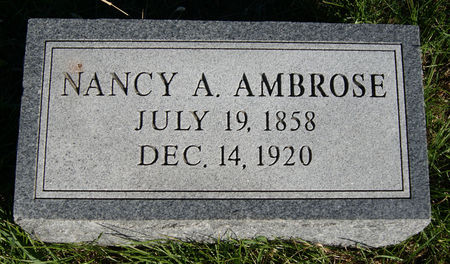 NANCY A. AMBROSE
JULY 19, 1858
DEC. 14, 1920